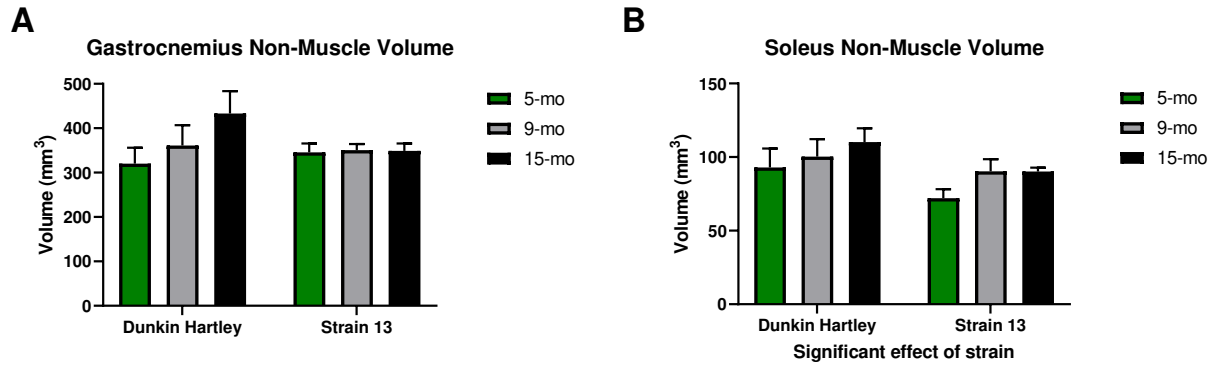 A
Gastrocnemius Non-Muscle Volume
Volume (mm³)
500
400
300
200
100
0
Dunkin Hartley
Strain 13
5-mo
9-mo
15-mo
B
Soleus Non-Muscle Volume
Volume (mm³)
150
100
50
0
Dunkin Hartley
Strain 13
Significant effect of strain
5-mo
9-mo
15-mo